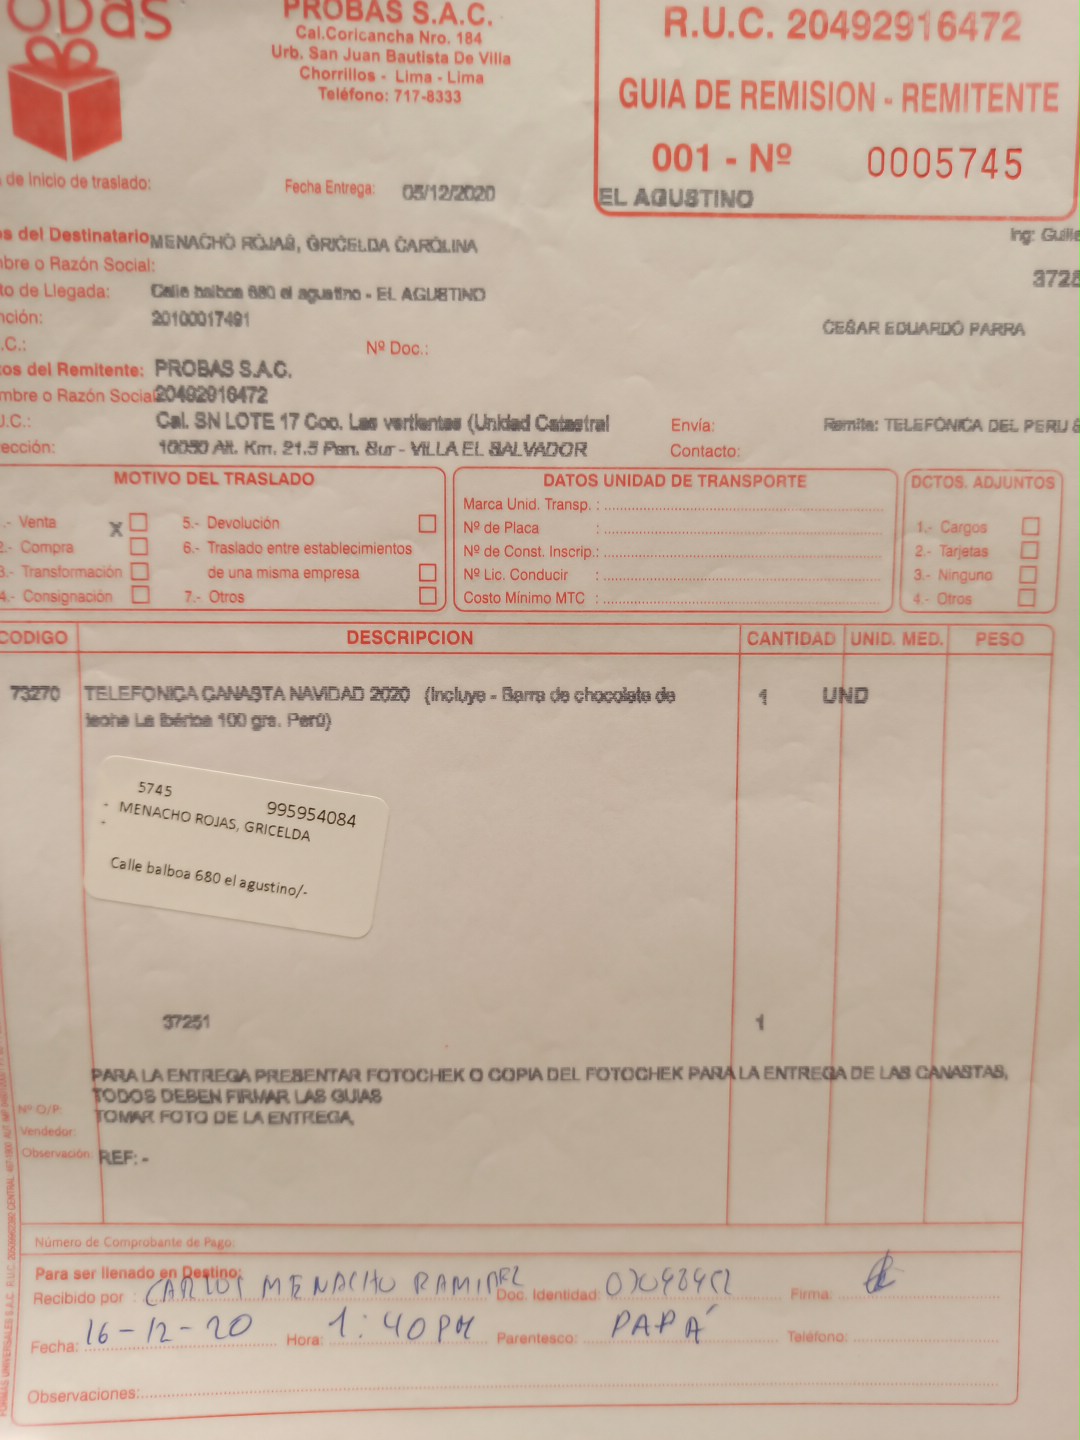 PROBAS S.A.C.
Cal.Coricancha Nro. 184
Urb. San Juan Bautista De Villa
Chorrillos - Lima - Lima
Teléfono: 717-8333
R.U.C. 20492916472
GUIA DE REMISION - REMITENTE
001 - Nº 0005745
EL AGUSTINO
de Inicio de traslado:
Fecha Entrega: 05/12/2020
os del Destinatario MENACHO ROJAS, GRICELDA CAROLINA
Ing: Guille
mbre o Razón Social:
3725
to de Llegada: Calle balboa 680 el agustino - EL AGUSTINO
nción: 20100017491
CESAR EDUARDO PARRA
.C.: Nº Doc.:
os del Remitente: PROBAS S.A.C.
mbre o Razón Social 20492916472
U.C.: Cal. SN LOTE 17 Coo. Las vertientes (Unidad Catastral
Envía: Remite: TELEFONICA DEL PERU
ección: 10050 Alt. Km. 21.5 Pan. Sur - VILLA EL SALVADOR
Contacto:
MOTIVO DEL TRASLADO
.- Venta X
2.- Compra
3.- Transformación
4.- Consignación
5.- Devolución
6.- Traslado entre establecimientos
de una misma empresa
7.- Otros
DATOS UNIDAD DE TRANSPORTE
Marca Unid. Transp. :
Nº de Placa :
Nº de Const. Inscrip.:
Nº Lic. Conducir :
Costo Mínimo MTC :
DCTOS. ADJUNTOS
1.- Cargos
2.- Tarjetas
3.- Ninguno
4.- Otros
CODIGO DESCRIPCION CANTIDAD UNID. MED. PESO
73270 TELEFONICA CANASTA NAVIDAD 2020 (Incluye - Barra de chocolate de 1 UND
leche La Ibérica 100 grs. Perú)
5745 995954084
- MENACHO ROJAS, GRICELDA
-
Calle balboa 680 el agustino/-
37251 1
PARA LA ENTREGA PRESENTAR FOTOCHEK O COPIA DEL FOTOCHEK PARA LA ENTREGA DE LAS CANASTAS,
TODOS DEBEN FIRMAR LAS GUIAS
Nº O/P: TOMAR FOTO DE LA ENTREGA,
Vendedor:
Observación: REF: -
Número de Comprobante de Pago:
Para ser llenado en Destino:
Recibido por : CARLOS MENACHO RAMIREZ Doc. Identidad: Firma:
Fecha: 16-12-20 Hora: 1:40PM Parentesco: PAPÁ Teléfono:
Observaciones: